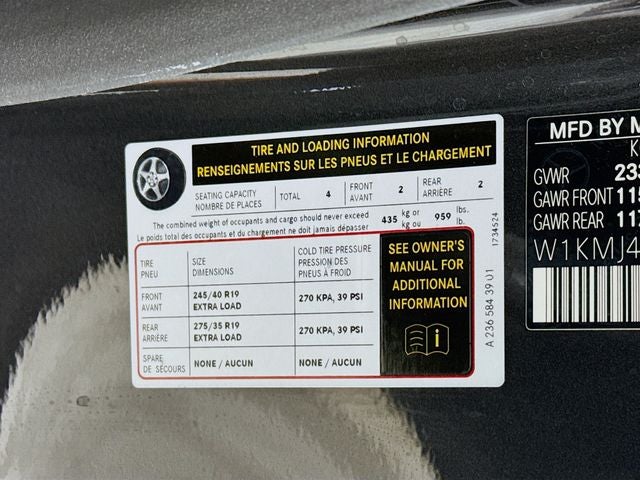 TIRE AND LOADING INFORMATION
RENSEIGNEMENTS SUR LES PNEUS ET LE CHARGEMENT
SEATING CAPACITY
NOMBRE DE PLACES
TOTAL 4
FRONT
AVANT
2
REAR
ARRIÈRE
2
The combined weight of occupants and cargo should never exceed
Le poids total des occupants et du chargement ne doit jamais dépasser
435 kg or
kg ou
959 lbs.
lb.
TIRE
PNEU
SIZE
DIMENSIONS
COLD TIRE PRESSURE
PRESSION DES
PNEUS À FROID
FRONT
AVANT
245/40 R19
EXTRA LOAD
270 KPA, 39 PSI
REAR
ARRIÈRE
275/35 R19
EXTRA LOAD
270 KPA, 39 PSI
SPARE
DE SECOURS
NONE / AUCUN
NONE / AUCUN
SEE OWNER'S
MANUAL FOR
ADDITIONAL
INFORMATION
i
A 236 584 39 01
1734524
MFD BY M
K
GVWR 233
GAWR FRONT 115
GAWR REAR 117
W1KMJ4